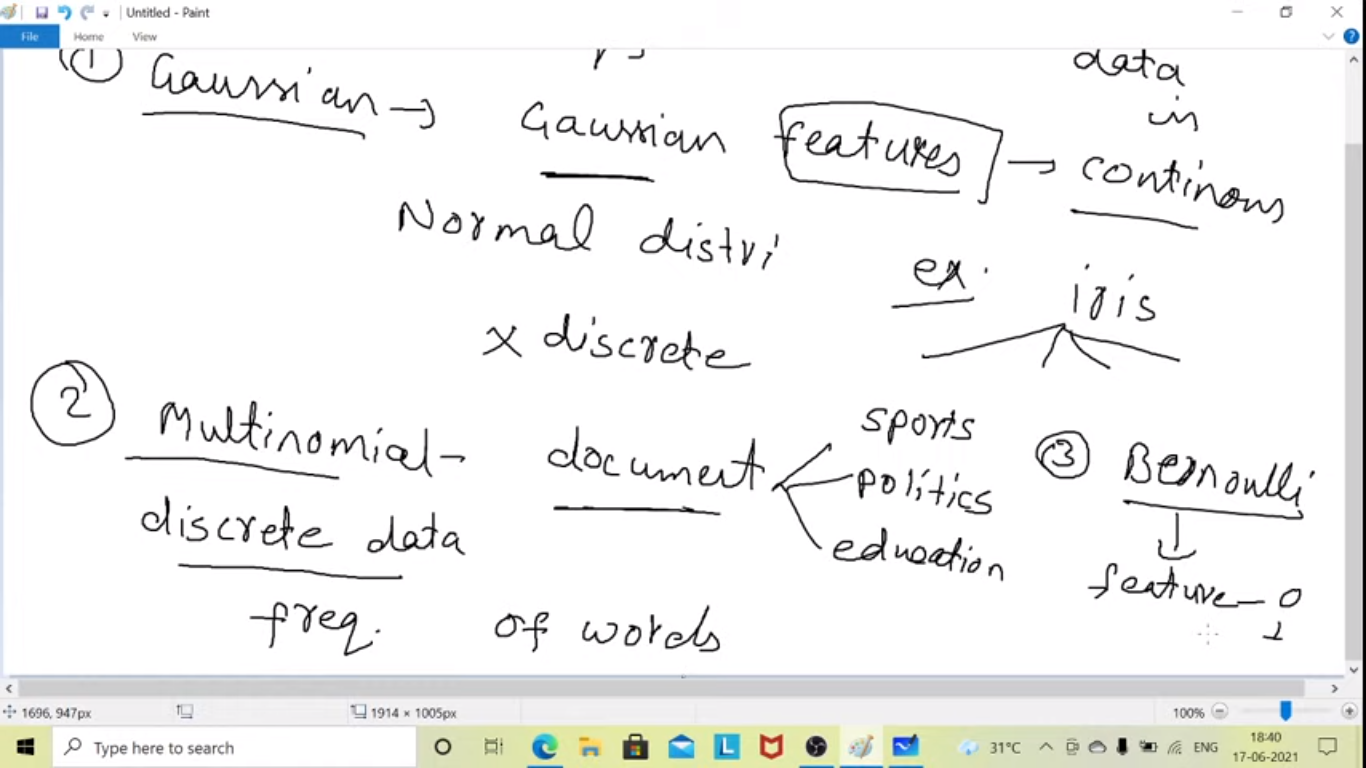 Untitled - Paint
File Home View
① Gaussian → Gaussian features → data
in
continous
Normal distri
ex. iris
x discrete
② Multinomial - document
sports
politics
education
discrete data
freq. of words
③ Bernoulli
feature - 0
1
1696, 947px
1914 × 1005px
100%
Type here to search
31°C
ENG
18:40
17-06-2021